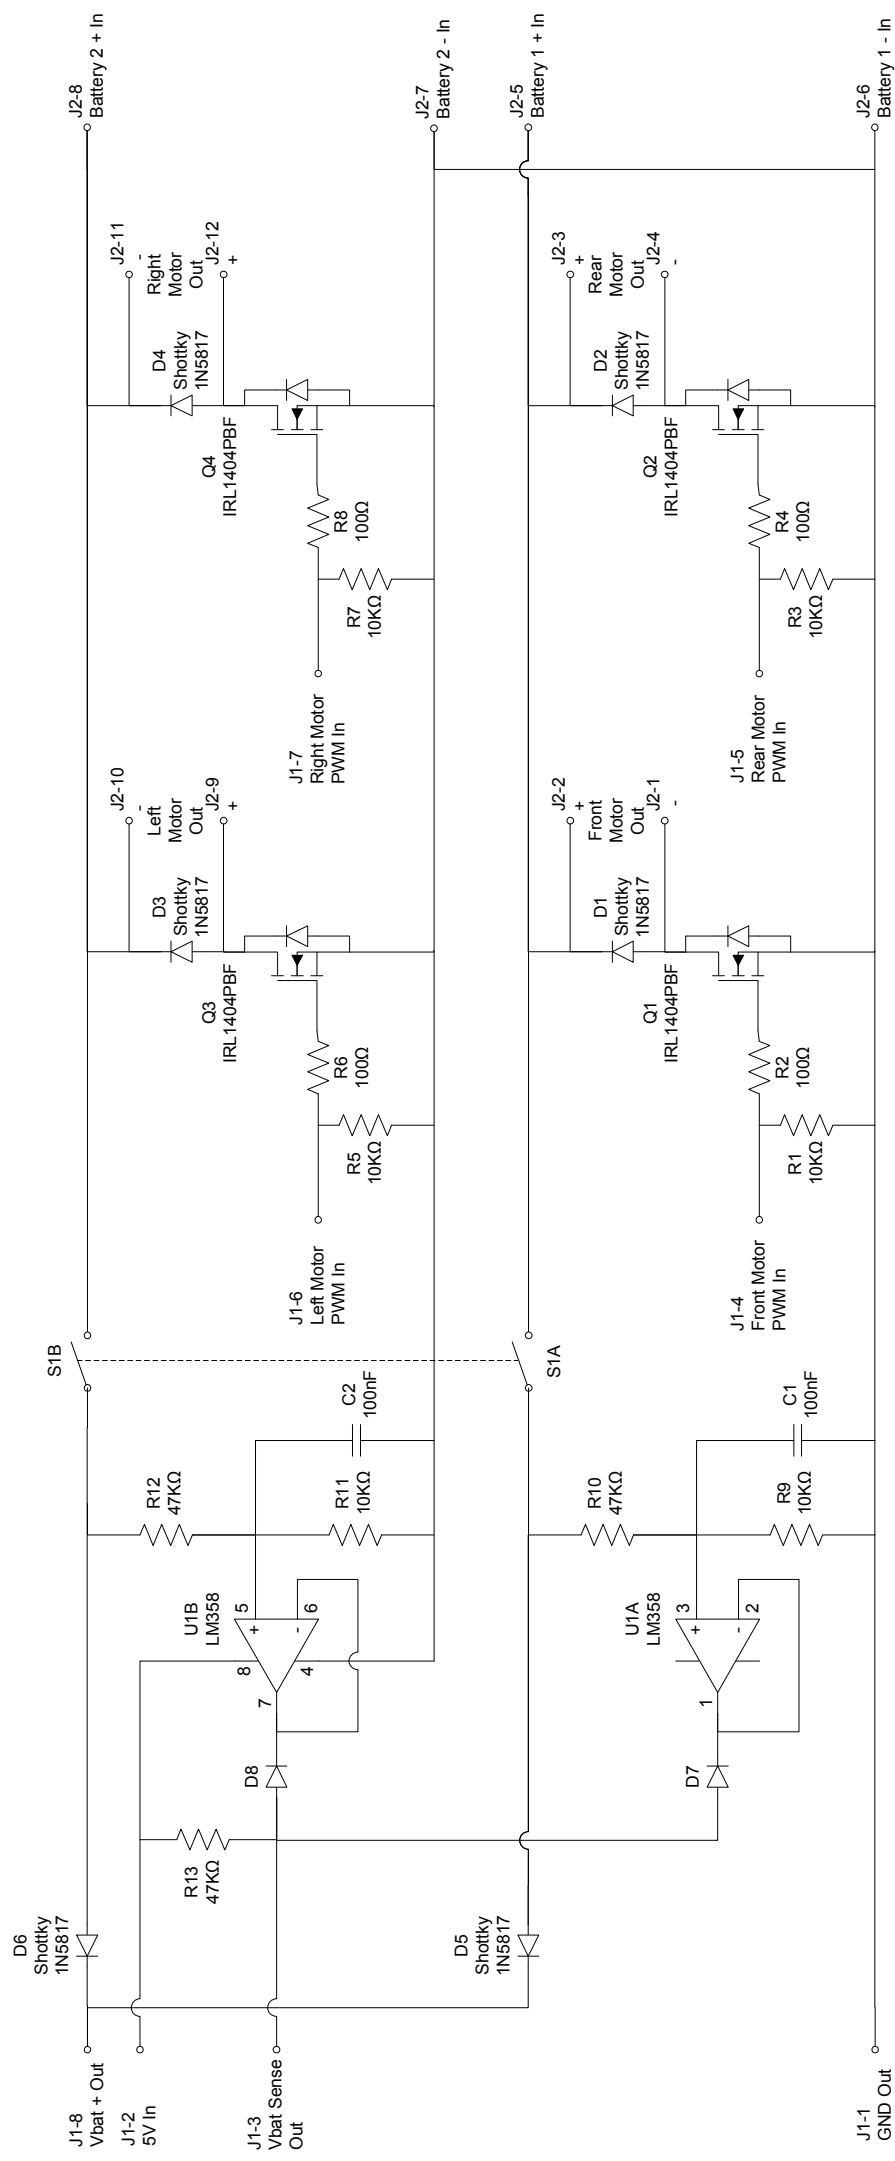 J2-8
Battery 2 + In
J2-7
Battery 2 - In
J2-5
Battery 1 + In
J2-6
Battery 1 - In
J2-11
-
Right
Motor
Out
J2-12
+
D4
Shottky
1N5817
Q4
IRL1404PBF
R8
100Ω
R7
10KΩ
J1-7
Right Motor
PWM In
J2-3
+
Rear
Motor
Out
J2-4
-
D2
Shottky
1N5817
Q2
IRL1404PBF
R4
100Ω
R3
10KΩ
J1-5
Rear Motor
PWM In
J2-10
-
Left
Motor
Out
J2-9
+
D3
Shottky
1N5817
Q3
IRL1404PBF
R6
100Ω
R5
10KΩ
J1-6
Left Motor
PWM In
J2-2
+
Front
Motor
Out
J2-1
-
D1
Shottky
1N5817
Q1
IRL1404PBF
R2
100Ω
R1
10KΩ
J1-4
Front Motor
PWM In
S1B
S1A
C2
100nF
R12
47KΩ
R11
10KΩ
U1B
LM358
5
+
-
6
8
4
7
D8
R13
47KΩ
C1
100nF
R10
47KΩ
R9
10KΩ
U1A
LM358
3
+
-
2
1
D7
D6
Shottky
1N5817
D5
Shottky
1N5817
J1-8
Vbat + Out
J1-2
5V In
J1-3
Vbat Sense
Out
J1-1
GND Out